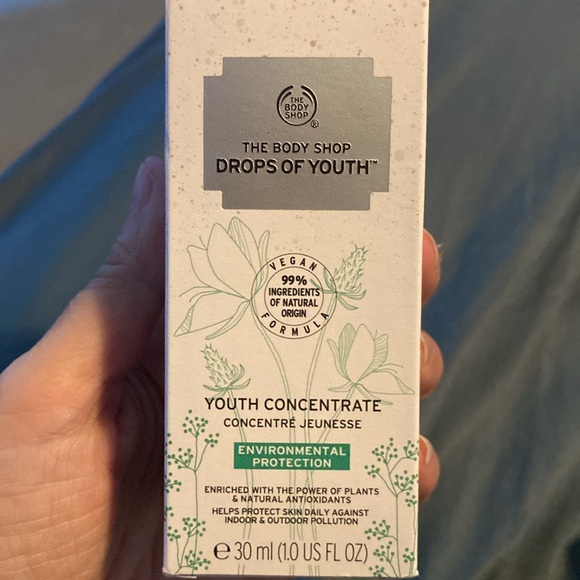 THE
BODY
SHOP
®
THE BODY SHOP
DROPS OF YOUTH™
VEGAN
99%
INGREDIENTS
OF NATURAL
ORIGIN
FORMULA
YOUTH CONCENTRATE
CONCENTRÉ JEUNESSE
ENVIRONMENTAL
PROTECTION
ENRICHED WITH THE POWER OF PLANTS
& NATURAL ANTIOXIDANTS
HELPS PROTECT SKIN DAILY AGAINST
INDOOR & OUTDOOR POLLUTION
℮ 30 ml (1.0 US FL OZ)